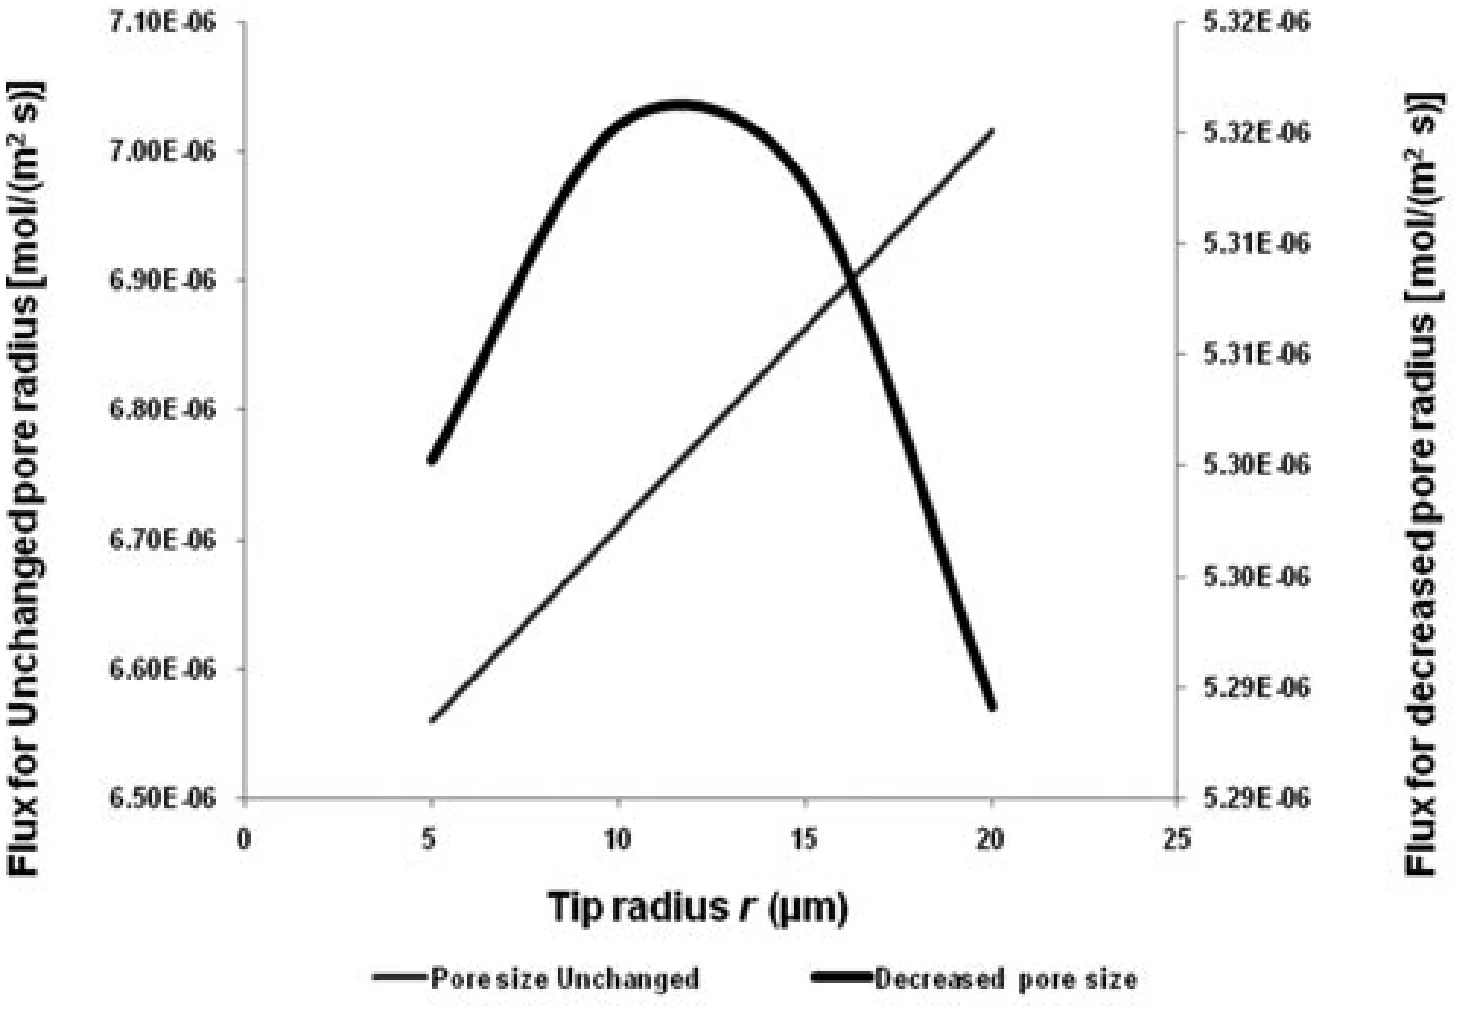 Flux for Unchanged pore radius [mol/(m² s)]
7.10E-06
7.00E-06
6.90E-06
6.80E-06
6.70E-06
6.60E-06
6.50E-06
5.32E-06
5.32E-06
5.31E-06
5.31E-06
5.30E-06
5.30E-06
5.29E-06
5.29E-06
Flux for decreased pore radius [mol/(m² s)]
0 5 10 15 20 25
Tip radius r (µm)
Pore size Unchanged Decreased pore size